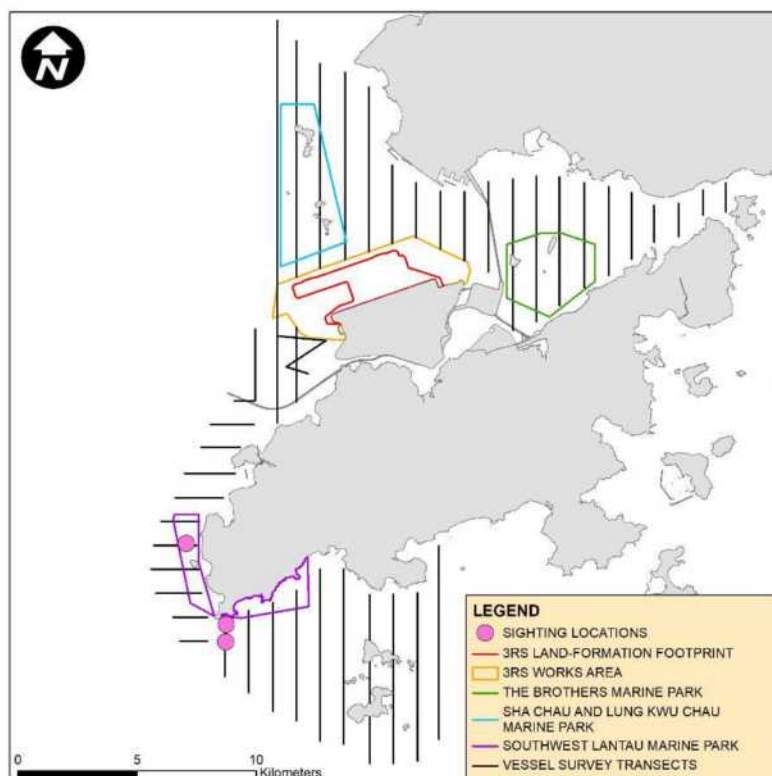 N
LEGEND
SIGHTING LOCATIONS
3RS LAND-FORMATION FOOTPRINT
3RS WORKS AREA
THE BROTHERS MARINE PARK
SHA CHAU AND LUNG KWU CHAU
MARINE PARK
SOUTHWEST LANTAU MARINE PARK
VESSEL SURVEY TRANSECTS
0 5 10
Kilometers